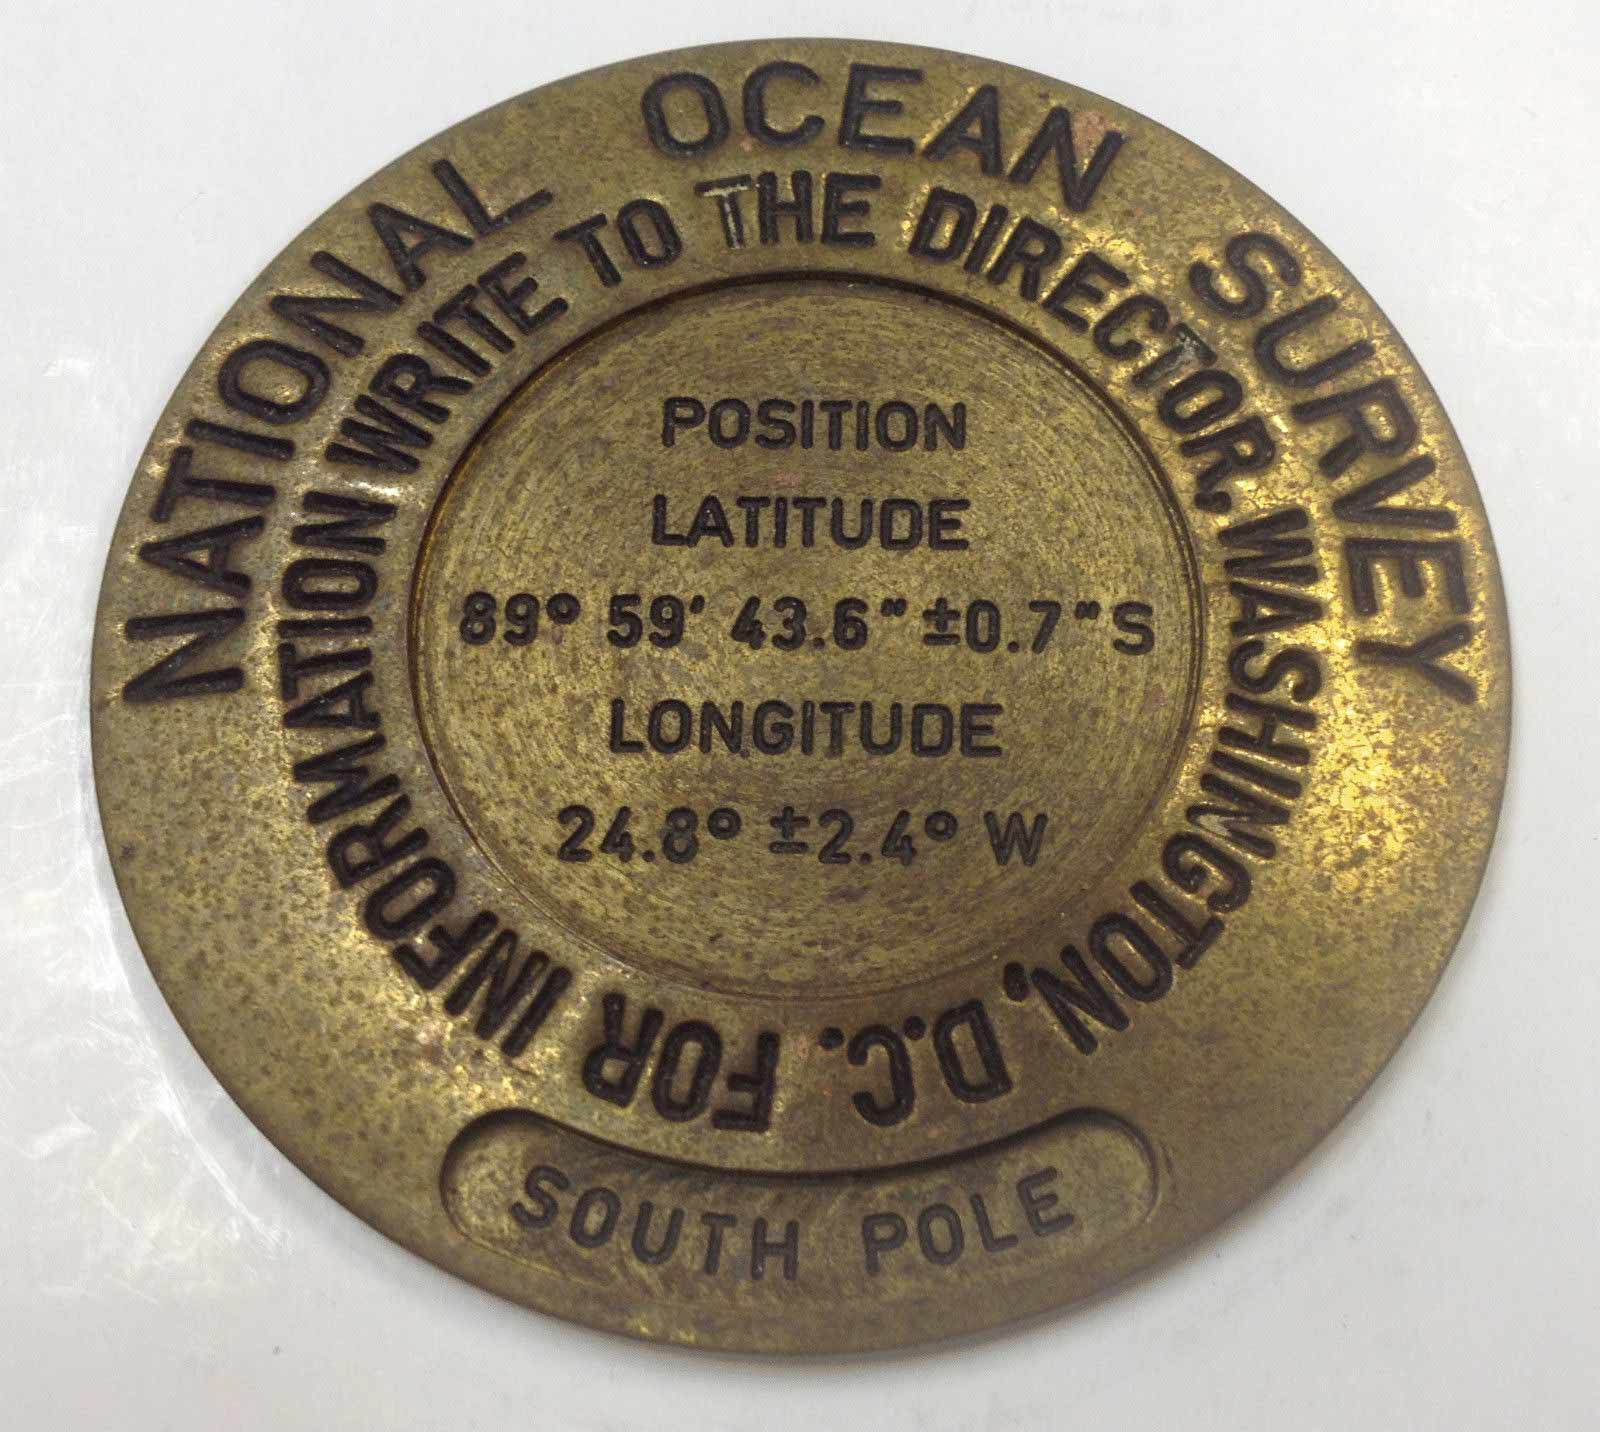 NATIONAL OCEAN SURVEY
FOR INFORMATION WRITE TO THE DIRECTOR, WASHINGTON, D.C.
POSITION
LATITUDE
89° 59' 43.6" ±0.7" S
LONGITUDE
24.8° ±2.4° W
SOUTH POLE